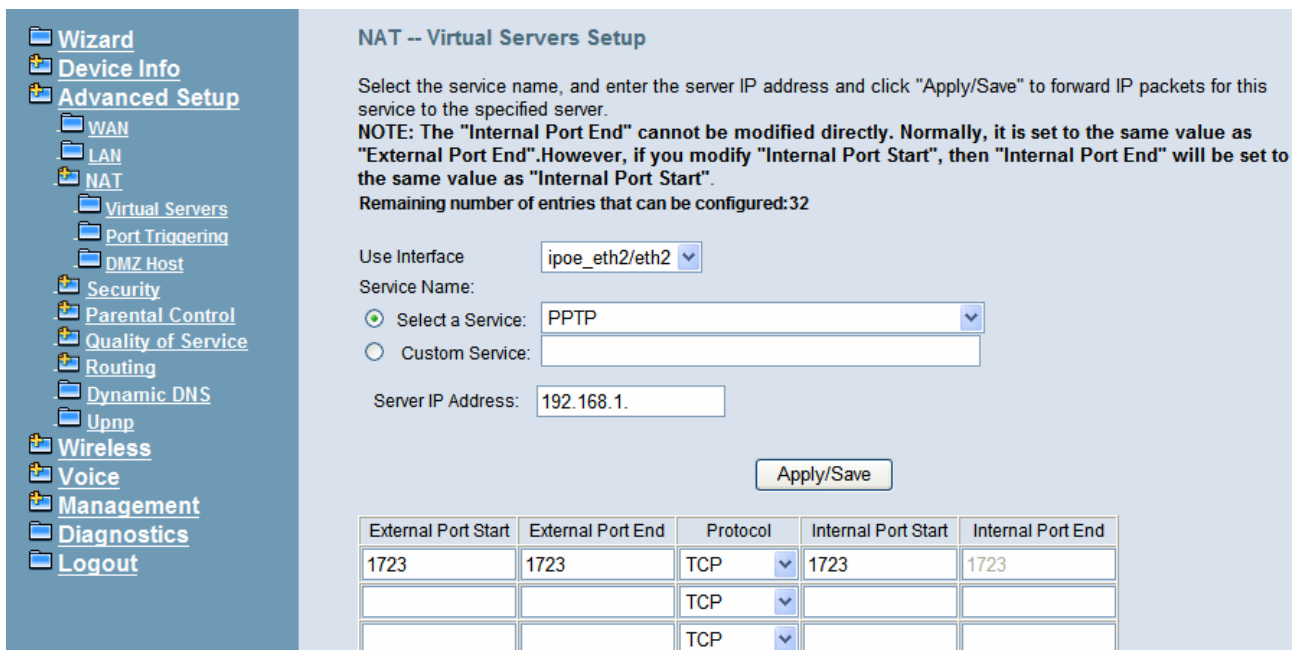 Wizard
Device Info
Advanced Setup
WAN
LAN
NAT
Virtual Servers
Port Triggering
DMZ Host
Security
Parental Control
Quality of Service
Routing
Dynamic DNS
Upnp
Wireless
Voice
Management
Diagnostics
Logout
NAT -- Virtual Servers Setup
Select the service name, and enter the server IP address and click "Apply/Save" to forward IP packets for this
service to the specified server.
NOTE: The "Internal Port End" cannot be modified directly. Normally, it is set to the same value as
"External Port End".However, if you modify "Internal Port Start", then "Internal Port End" will be set to
the same value as "Internal Port Start".
Remaining number of entries that can be configured:32
Use Interface ipoe_eth2/eth2
Service Name:
Select a Service: PPTP
Custom Service:
Server IP Address: 192.168.1.
Apply/Save
External Port Start External Port End Protocol Internal Port Start Internal Port End
1723 1723 TCP 1723 1723
TCP
TCP